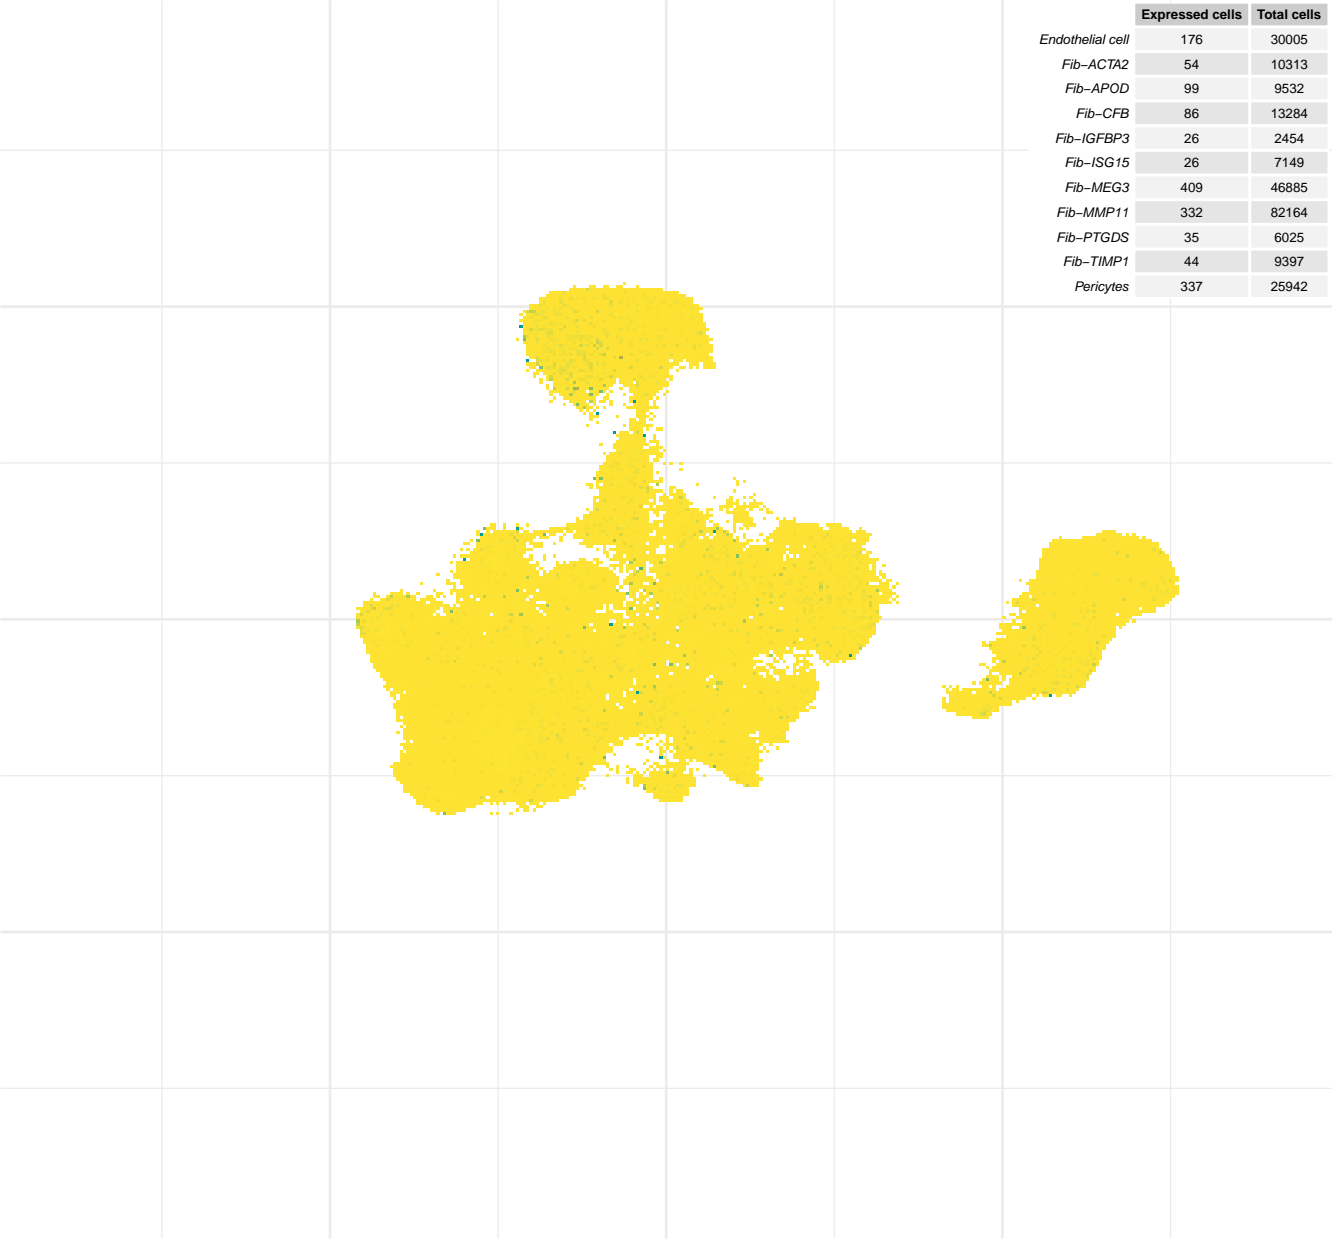 Expressed cells Total cells
Endothelial cell 176 30005
Fib−ACTA2 54 10313
Fib−APOD 99 9532
Fib−CFB 86 13284
Fib−IGFBP3 26 2454
Fib−ISG15 26 7149
Fib−MEG3 409 46885
Fib−MMP11 332 82164
Fib−PTGDS 35 6025
Fib−TIMP1 44 9397
Pericytes 337 25942